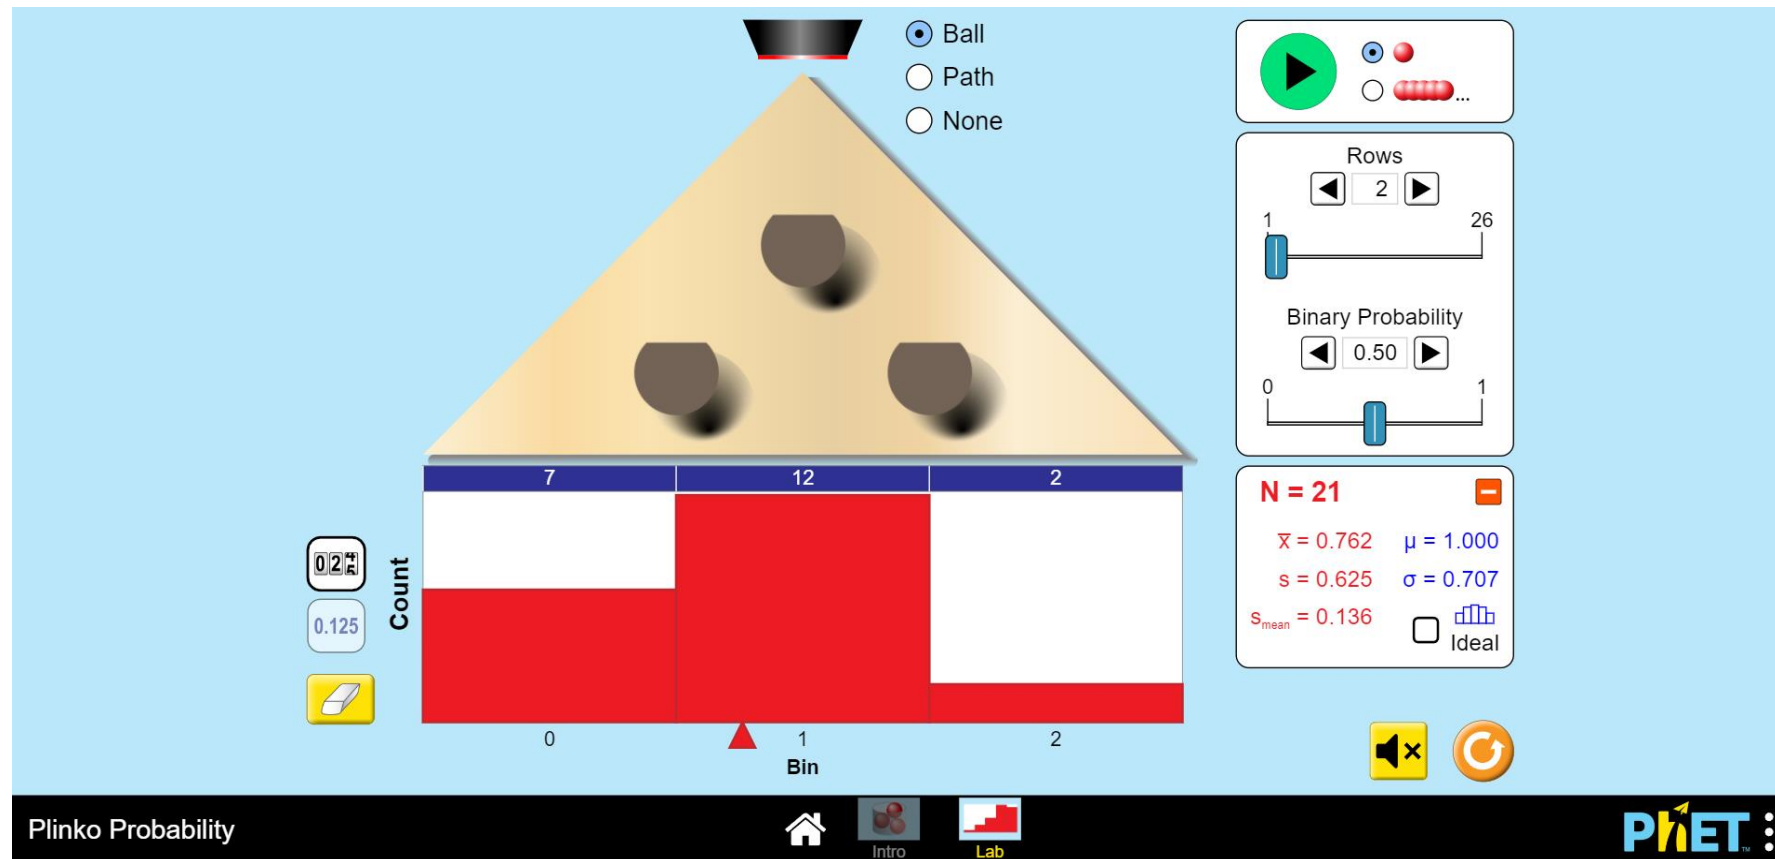 Ball
Path
None
...
Rows
2
1 26
Binary Probability
0.50
0 1
7 12 2
N = 21
x̅ = 0.762 μ = 1.000
s = 0.625 σ = 0.707
smean = 0.136
Ideal
0.125
Count
0 1 2
Bin
Plinko Probability
Intro
Lab
PhET